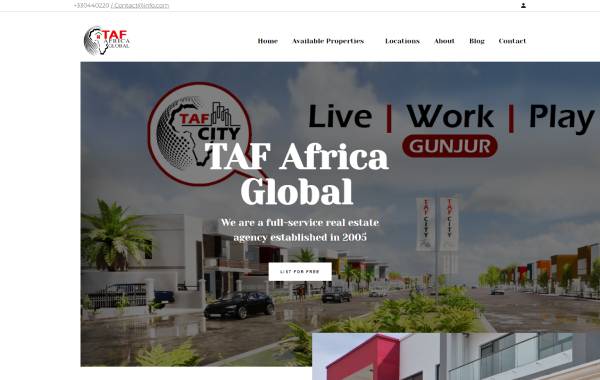 +330440220 / Contact@info.com
TAF
AFRICA
GLOBAL
Home Available Properties Locations About Blog Contact
TAF
CITY
Live | Work | Play
GUNJUR
TAF Africa
Global
We are a full-service real estate
agency established in 2005
TAF CITY
TAF CITY
LIST FOR FREE